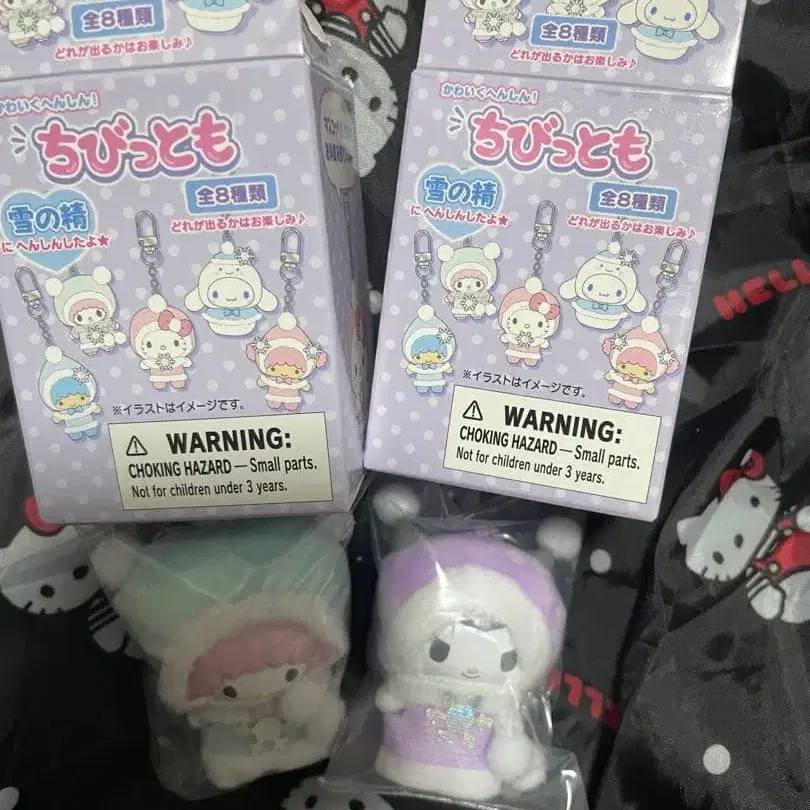 全8種類
どれが出るかはお楽しみ♪
かわいくへんしん！
ちびっとも
雪の精
にへんしんしたよ★
全8種類
どれが出るかはお楽しみ♪
※イラストはイメージです。
⚠ WARNING:
CHOKING HAZARD — Small parts.
Not for children under 3 years.
全8種類
どれが出るかはお楽しみ♪
かわいくへんしん！
ちびっとも
雪の精
にへんしんしたよ★
全8種類
どれが出るかはお楽しみ♪
※イラストはイメージです。
⚠ WARNING:
CHOKING HAZARD — Small parts.
Not for children under 3 years.